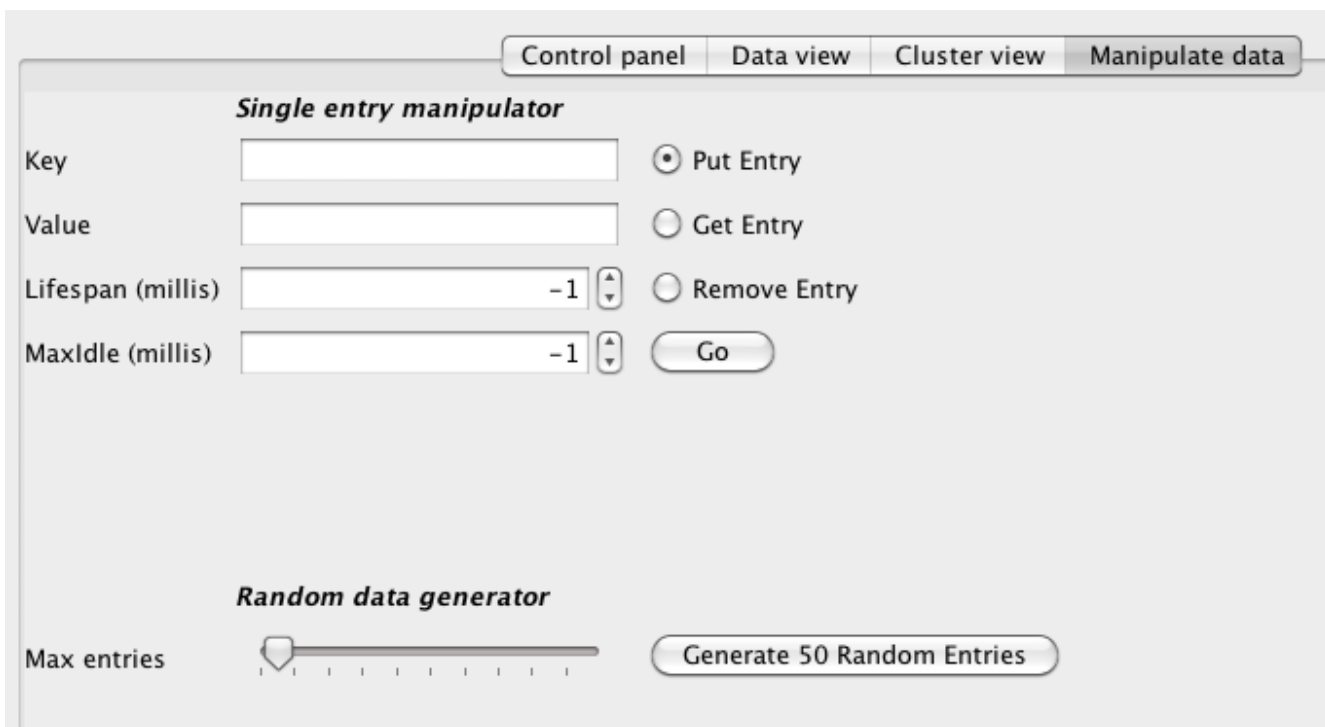 Control panel Data view Cluster view Manipulate data
Single entry manipulator
Key Put Entry
Value Get Entry
Lifespan (millis) -1 Remove Entry
MaxIdle (millis) -1 Go
Random data generator
Max entries Generate 50 Random Entries